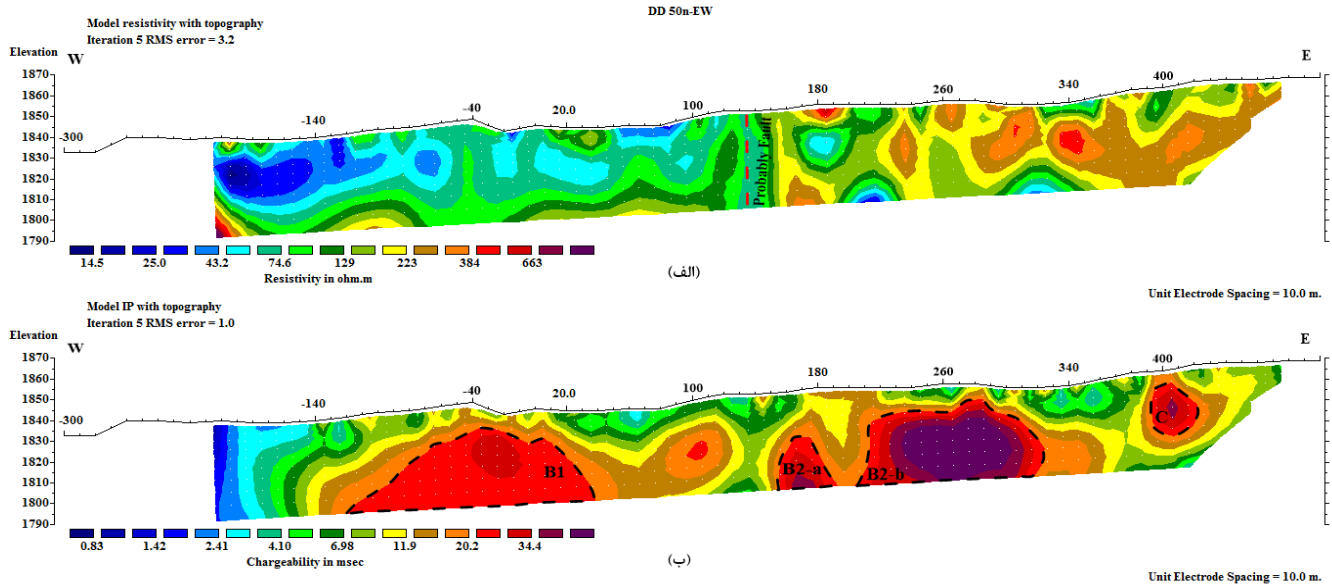 DD 50n-EW
Model resistivity with topography
Iteration 5 RMS error = 3.2
Elevation
W
E
1870
1860
1850
1840
1830
1820
1810
1800
1790
-300
-140
-40
20.0
100
180
260
340
400
Probably Fault
14.5 25.0 43.2 74.6 129 223 384 663
Resistivity in ohm.m
(الف)
Unit Electrode Spacing = 10.0 m.
Model IP with topography
Iteration 5 RMS error = 1.0
Elevation
W
E
1870
1860
1850
1840
1830
1820
1810
1800
1790
-300
-140
-40
20.0
100
180
260
340
400
B1
B2-a
B2-b
C
0.83 1.42 2.41 4.10 6.98 11.9 20.2 34.4
Chargeability in msec
(ب)
Unit Electrode Spacing = 10.0 m.